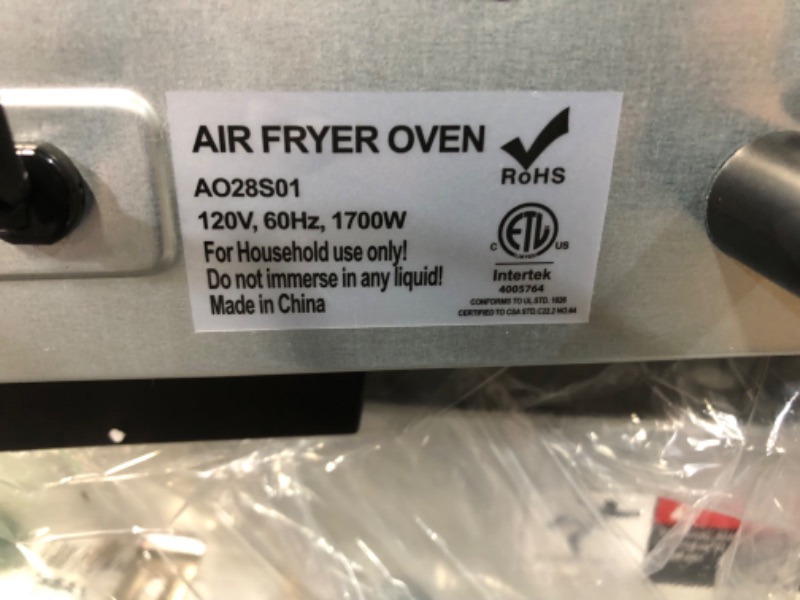 AIR FRYER OVEN
RoHS
AO28S01
120V, 60Hz, 1700W
For Household use only!
Do not immerse in any liquid!
Made in China
C ETL US
Intertek
4005764
CONFORMS TO UL STD. 1026
CERTIFIED TO CSA STD. C22.2 NO.64